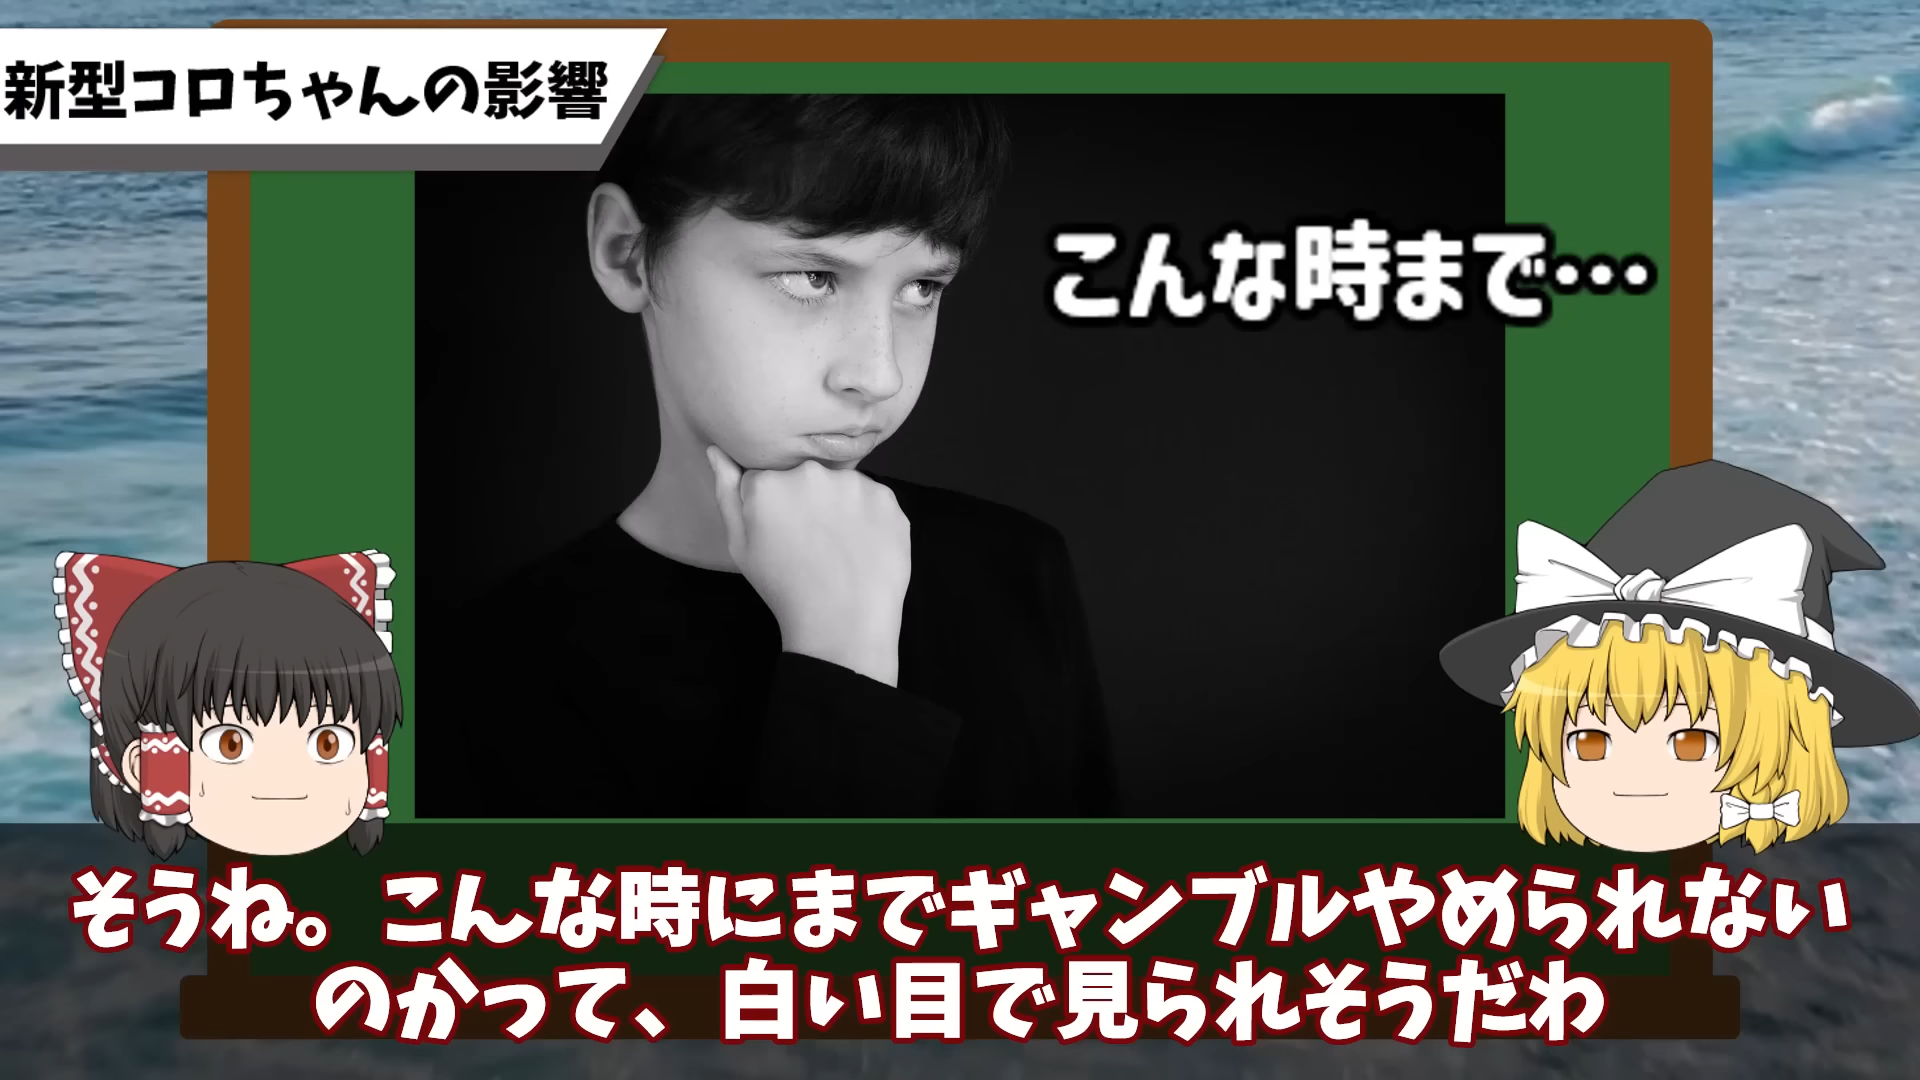 新型コロちゃんの影響
こんな時まで…
そうね。こんな時にまでギャンブルやめられない
のかって、白い目で見られそうだわ